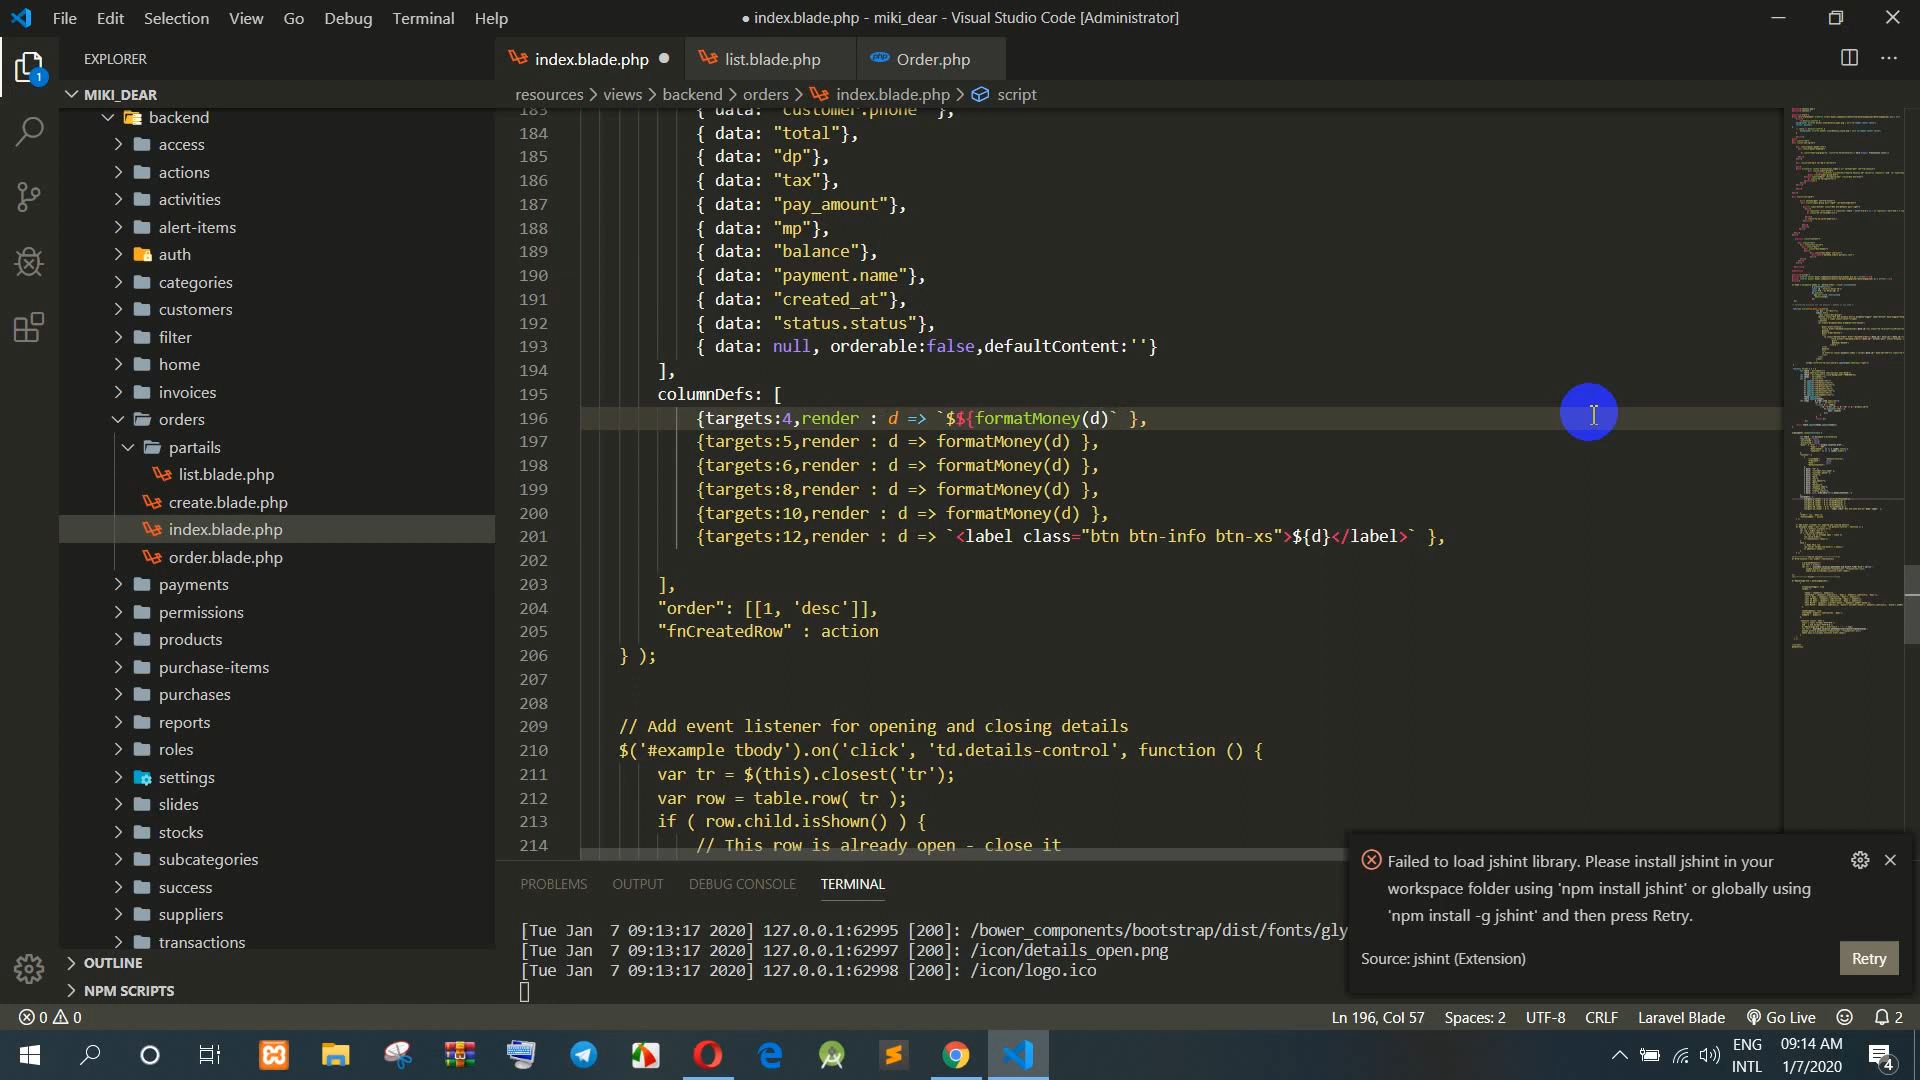 File Edit Selection View Go Debug Terminal Help
● index.blade.php - miki_dear - Visual Studio Code [Administrator]
EXPLORER
index.blade.php
list.blade.php
Order.php
1
MIKI_DEAR
resources > views > backend > orders > index.blade.php > script
backend
access
actions
activities
alert-items
auth
categories
customers
filter
home
invoices
orders
partails
list.blade.php
create.blade.php
index.blade.php
order.blade.php
payments
permissions
products
purchase-items
purchases
reports
roles
settings
slides
stocks
subcategories
success
suppliers
transactions
OUTLINE
NPM SCRIPTS
183 { data: "customer.phone" },
184 { data: "total"},
185 { data: "dp"},
186 { data: "tax"},
187 { data: "pay_amount"},
188 { data: "mp"},
189 { data: "balance"},
190 { data: "payment.name"},
191 { data: "created_at"},
192 { data: "status.status"},
193 { data: null, orderable:false,defaultContent:''}
194 ],
195 columnDefs: [
196 {targets:4,render : d => `$${formatMoney(d)` },
197 {targets:5,render : d => formatMoney(d) },
198 {targets:6,render : d => formatMoney(d) },
199 {targets:8,render : d => formatMoney(d) },
200 {targets:10,render : d => formatMoney(d) },
201 {targets:12,render : d => `<label class="btn btn-info btn-xs">${d}</label>` },
202
203 ],
204 "order": [[1, 'desc']],
205 "fnCreatedRow" : action
206 } );
207
208
209 // Add event listener for opening and closing details
210 $('#example tbody').on('click', 'td.details-control', function () {
211 var tr = $(this).closest('tr');
212 var row = table.row( tr );
213 if ( row.child.isShown() ) {
214 // This row is already open - close it
PROBLEMS OUTPUT DEBUG CONSOLE TERMINAL
[Tue Jan  7 09:13:17 2020] 127.0.0.1:62995 [200]: /bower_components/bootstrap/dist/fonts/gly
[Tue Jan  7 09:13:17 2020] 127.0.0.1:62997 [200]: /icon/details_open.png
[Tue Jan  7 09:13:17 2020] 127.0.0.1:62998 [200]: /icon/logo.ico
Failed to load jshint library. Please install jshint in your
workspace folder using 'npm install jshint' or globally using
'npm install -g jshint' and then press Retry.
Source: jshint (Extension)
Retry
0 0
Ln 196, Col 57 Spaces: 2 UTF-8 CRLF Laravel Blade Go Live 2
ENG
INTL
09:14 AM
1/7/2020
4